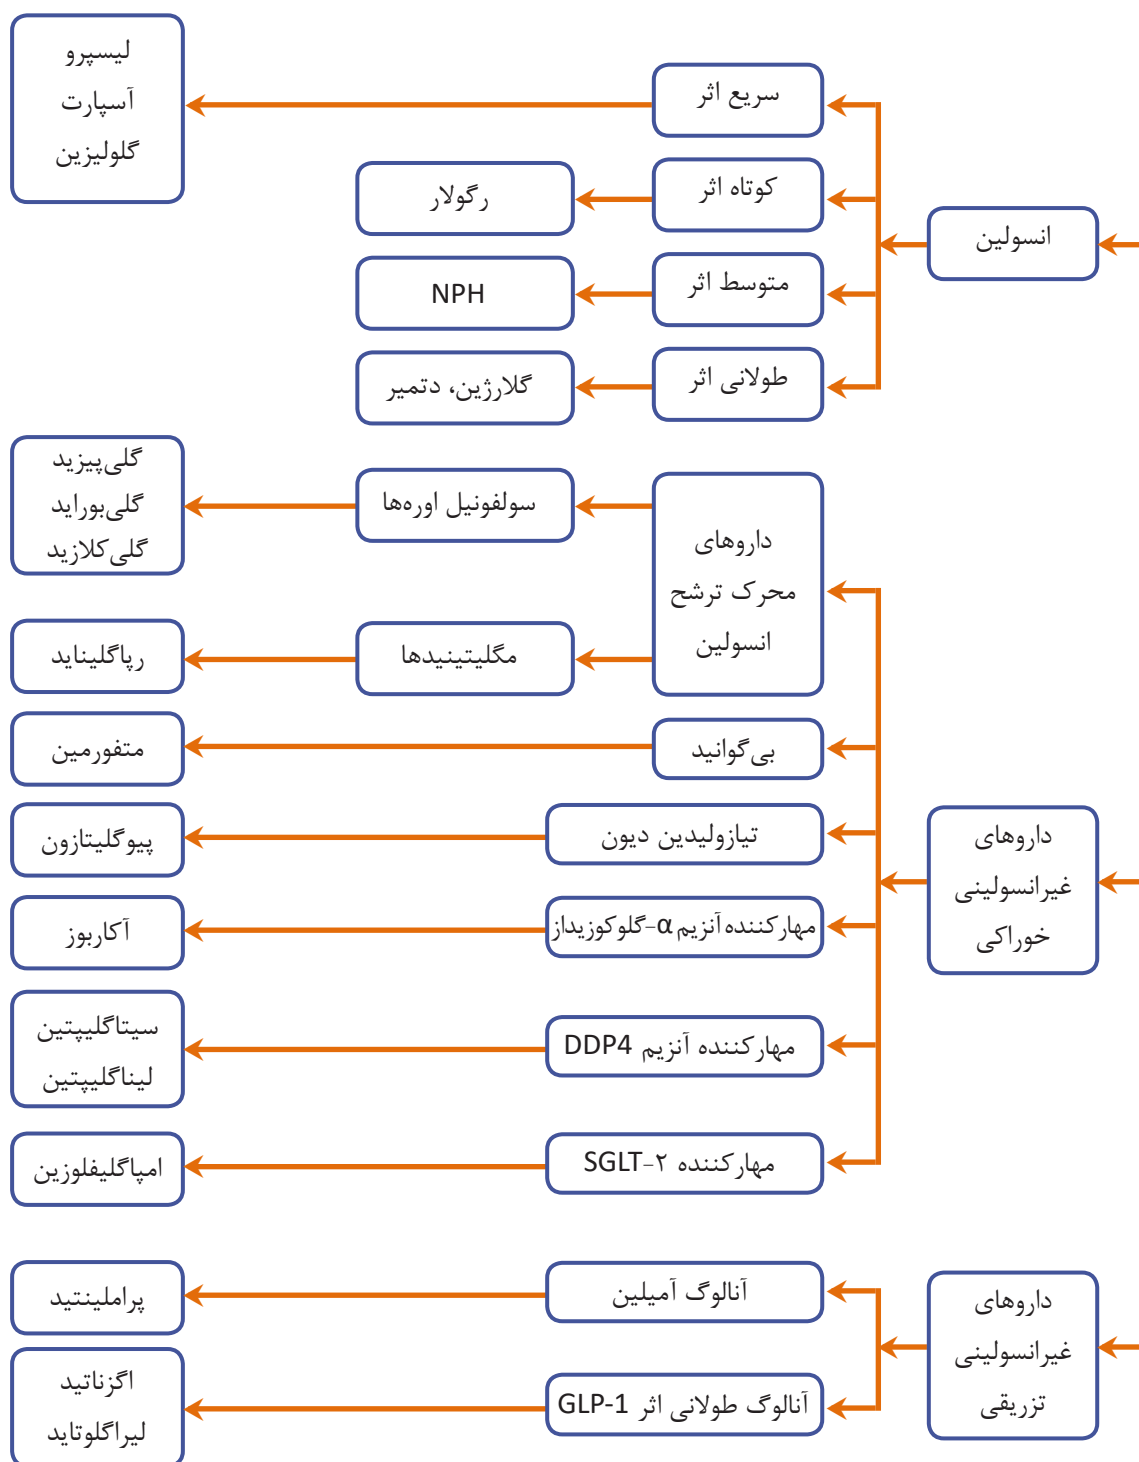 انسولین
سریع اثر
لیسپرو
آسپارت
گلولیزین
کوتاه اثر
رگولار
متوسط اثر
NPH
طولانی اثر
گلارژین، دتمیر
داروهای
غیرانسولینی
خوراکی
داروهای
محرک ترشح
انسولین
سولفونیل اوره‌ها
گلی‌پیزید
گلی‌بوراید
گلی‌کلازید
مگلیتینیدها
رپاگلیناید
بی‌گوانید
متفورمین
تیازولیدین دیون
پیوگلیتازون
مهارکننده آنزیم α-گلوکوزیداز
آکاربوز
مهارکننده آنزیم DDP4
سیتاگلیپتین
لیناگلیپتین
مهارکننده SGLT-۲
امپاگلیفلوزین
داروهای
غیرانسولینی
تزریقی
آنالوگ آمیلین
پراملینتید
آنالوگ طولانی اثر GLP-1
اگزناتید
لیراگلوتاید